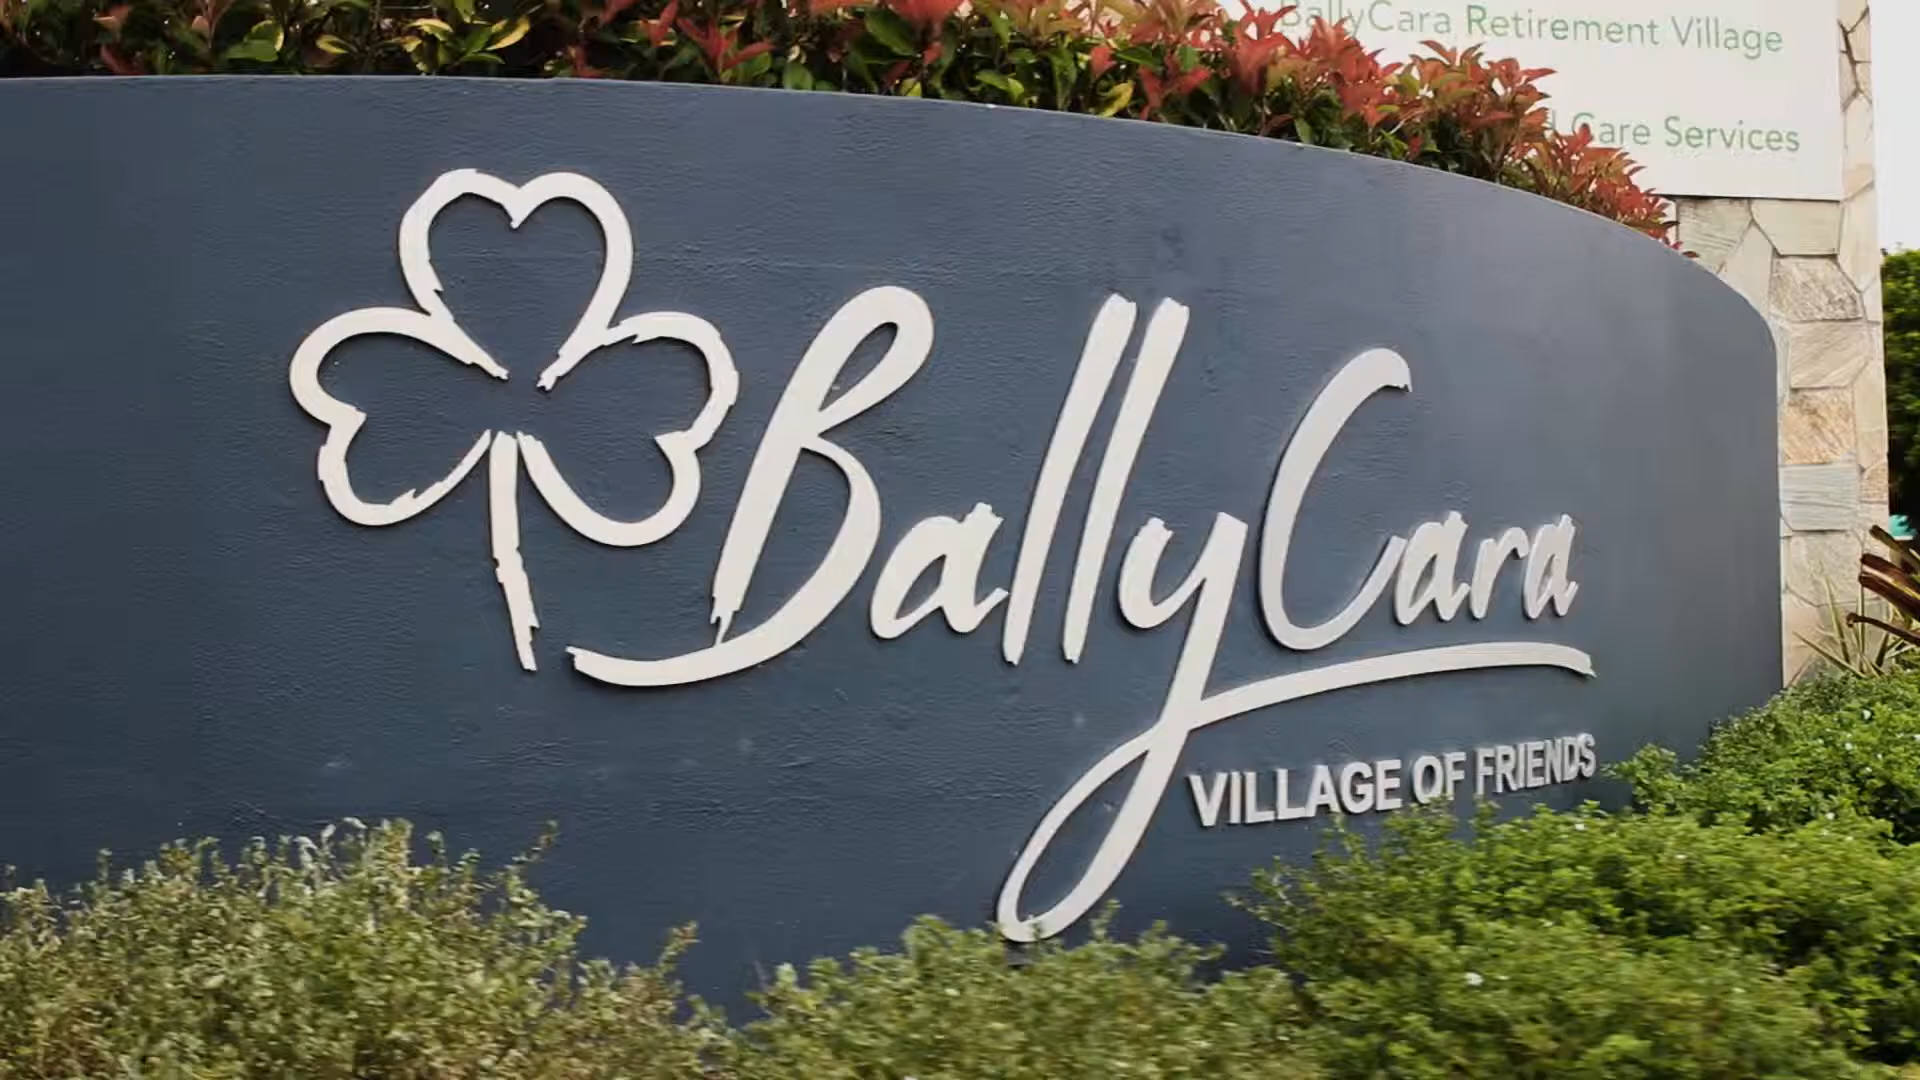 BallyCara Retirement Village
Care Services
BallyCara
VILLAGE OF FRIENDS